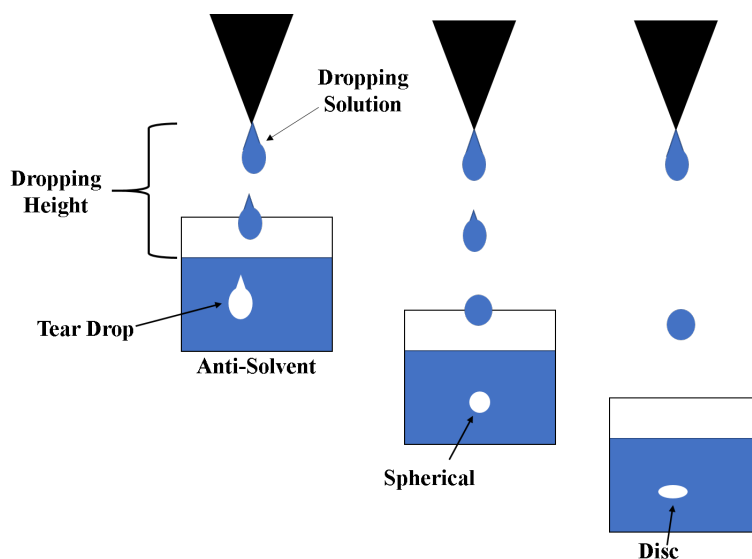 Dropping
Solution
Dropping
Height
Tear Drop
Anti-Solvent
Spherical
Disc